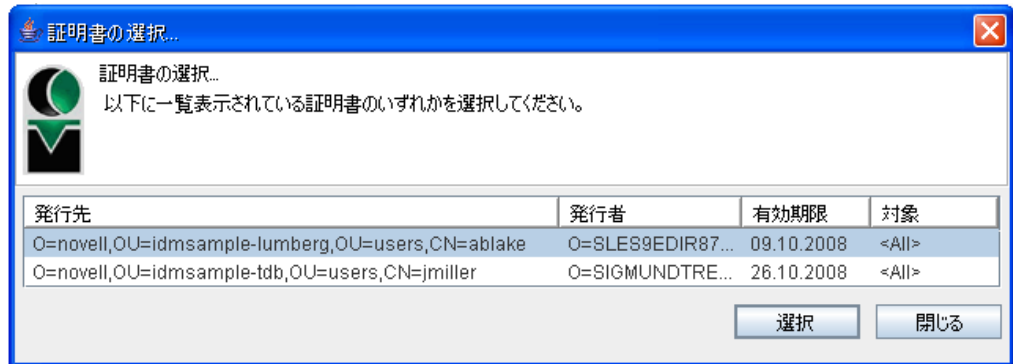 証明書の選択...
証明書の選択...
以下に一覧表示されている証明書のいずれかを選択してください。
発行先 発行者 有効期限 対象
O=novell,OU=idmsample-lumberg,OU=users,CN=ablake O=SLES9EDIR87... 09.10.2008 <All>
O=novell,OU=idmsample-tdb,OU=users,CN=jmiller O=SIGMUNDTRE... 26.10.2008 <All>
選択 閉じる